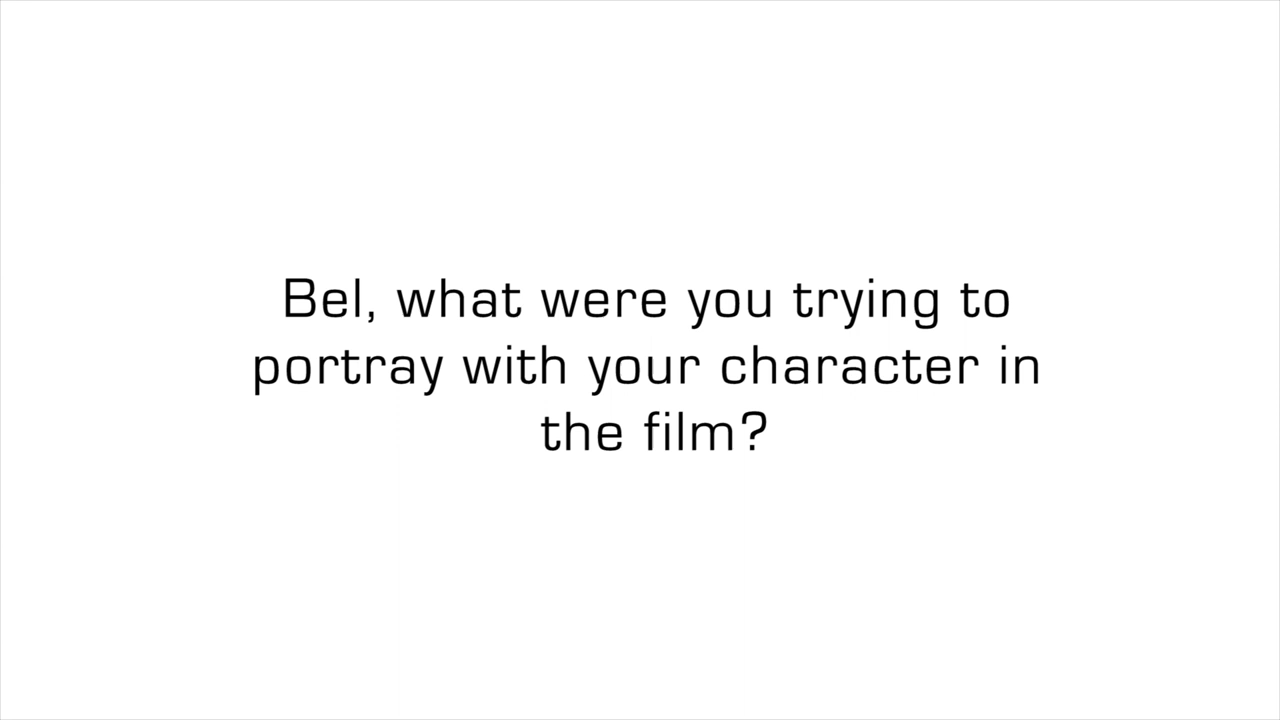 Bel, what were you trying to
portray with your character in
the film?